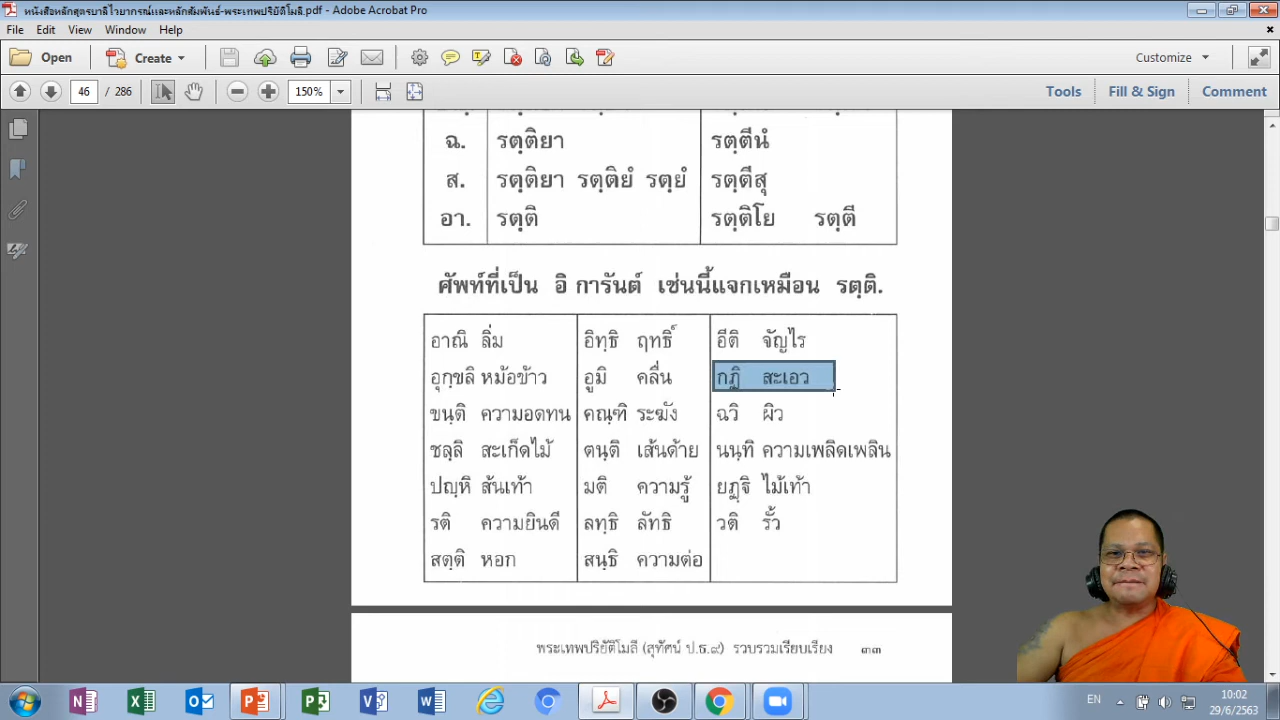 หนังสือหลักสูตรบาลีไวยากรณ์และหลักสัมพันธ์-พระเทพปริยัติโมลี.pdf - Adobe Acrobat Pro
File Edit View Window Help
Open Create Customize
46 / 286 150% Tools Fill & Sign Comment
ฉ. รตฺติยา รตฺตีนํ
ส. รตฺติยา รตฺติยํ รตฺยํ รตฺตีสุ
อา. รตฺติ รตฺติโย รตฺตี
ศัพท์ที่เป็น อิ การันต์ เช่นนี้แจกเหมือน รตฺติ.
อาณิ ลิ่ม อิทฺธิ ฤทธิ์ อีติ จัญไร
อุกฺขลิ หม้อข้าว อูมิ คลื่น กฏิ สะเอว
ขนฺติ ความอดทน คณฺฑิ ระฆัง ฉวิ ผิว
ชลฺลิ สะเก็ดไม้ ตนฺติ เส้นด้าย นนฺทิ ความเพลิดเพลิน
ปณฺหิ ส้นเท้า มติ ความรู้ ยฏฺฐิ ไม้เท้า
รติ ความยินดี ลทฺธิ ลัทธิ วติ รั้ว
สตฺติ หอก สนฺธิ ความต่อ
พระเทพปริยัติโมลี (สุทัศน์ ป.ธ.๙) รวบรวมเรียบเรียง ๓๓
EN 10:02
29/6/2563